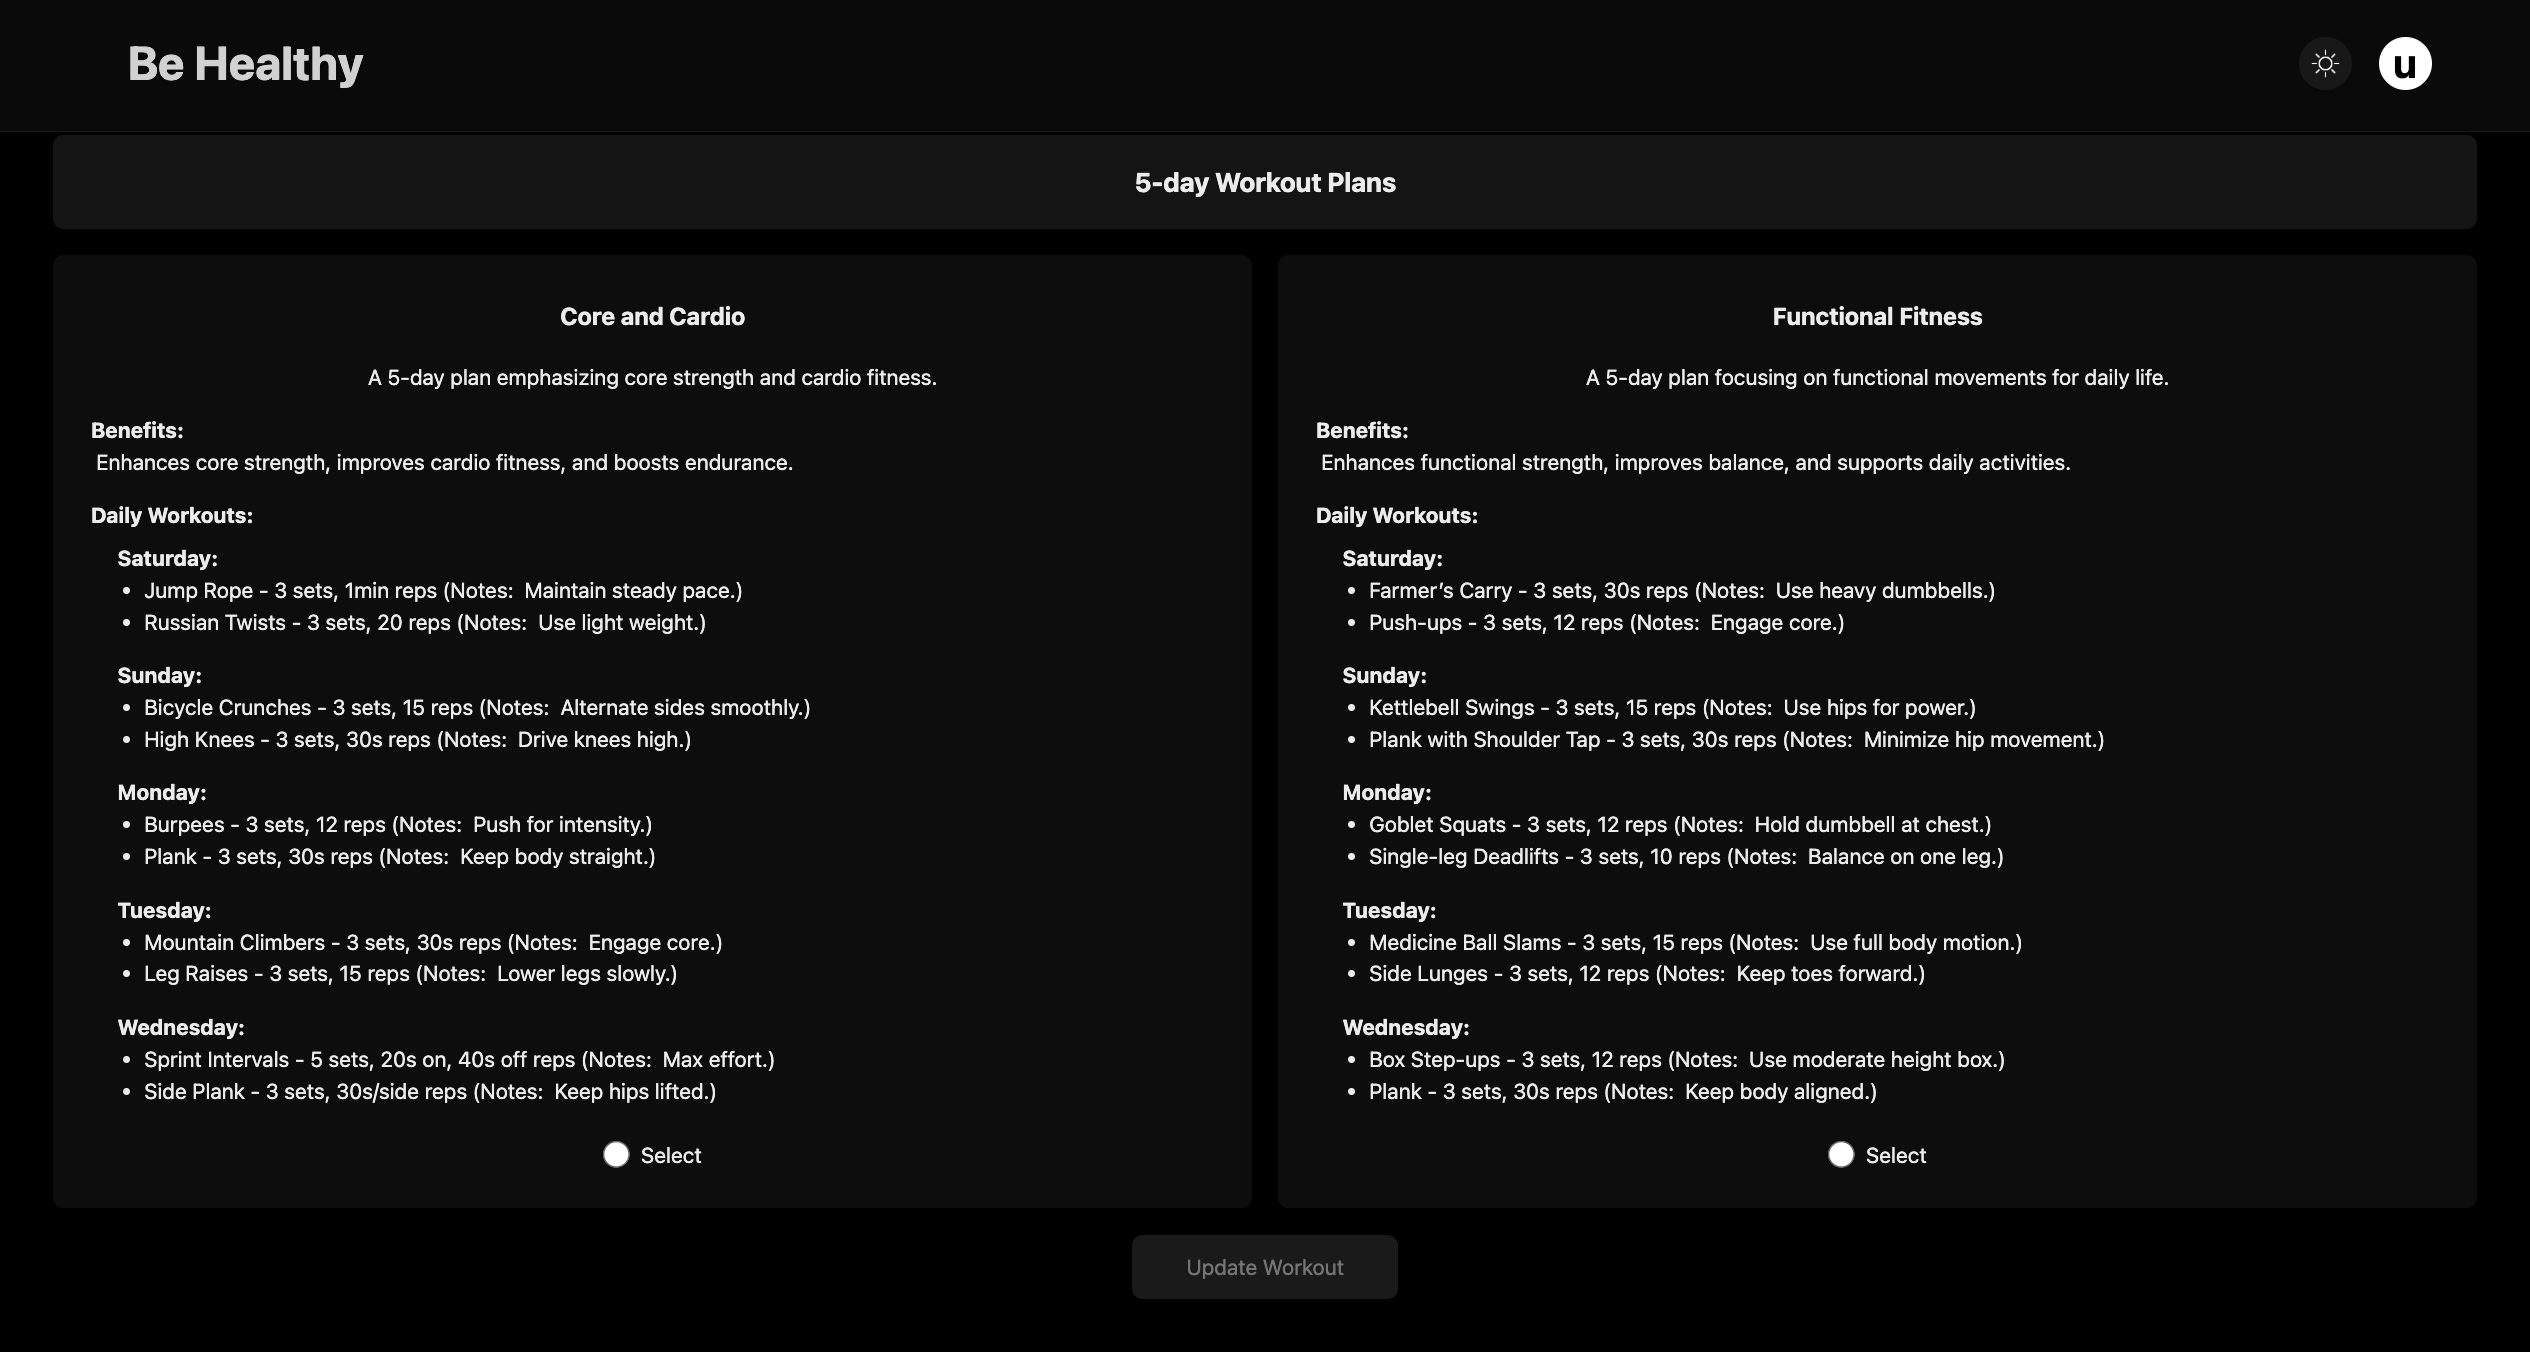 Be Healthy
u
5-day Workout Plans
Core and Cardio
A 5-day plan emphasizing core strength and cardio fitness.
Benefits:
Enhances core strength, improves cardio fitness, and boosts endurance.
Daily Workouts:
Saturday:
• Jump Rope - 3 sets, 1min reps (Notes:  Maintain steady pace.)
• Russian Twists - 3 sets, 20 reps (Notes:  Use light weight.)
Sunday:
• Bicycle Crunches - 3 sets, 15 reps (Notes:  Alternate sides smoothly.)
• High Knees - 3 sets, 30s reps (Notes:  Drive knees high.)
Monday:
• Burpees - 3 sets, 12 reps (Notes:  Push for intensity.)
• Plank - 3 sets, 30s reps (Notes:  Keep body straight.)
Tuesday:
• Mountain Climbers - 3 sets, 30s reps (Notes:  Engage core.)
• Leg Raises - 3 sets, 15 reps (Notes:  Lower legs slowly.)
Wednesday:
• Sprint Intervals - 5 sets, 20s on, 40s off reps (Notes:  Max effort.)
• Side Plank - 3 sets, 30s/side reps (Notes:  Keep hips lifted.)
Select
Functional Fitness
A 5-day plan focusing on functional movements for daily life.
Benefits:
Enhances functional strength, improves balance, and supports daily activities.
Daily Workouts:
Saturday:
• Farmer’s Carry - 3 sets, 30s reps (Notes:  Use heavy dumbbells.)
• Push-ups - 3 sets, 12 reps (Notes:  Engage core.)
Sunday:
• Kettlebell Swings - 3 sets, 15 reps (Notes:  Use hips for power.)
• Plank with Shoulder Tap - 3 sets, 30s reps (Notes:  Minimize hip movement.)
Monday:
• Goblet Squats - 3 sets, 12 reps (Notes:  Hold dumbbell at chest.)
• Single-leg Deadlifts - 3 sets, 10 reps (Notes:  Balance on one leg.)
Tuesday:
• Medicine Ball Slams - 3 sets, 15 reps (Notes:  Use full body motion.)
• Side Lunges - 3 sets, 12 reps (Notes:  Keep toes forward.)
Wednesday:
• Box Step-ups - 3 sets, 12 reps (Notes:  Use moderate height box.)
• Plank - 3 sets, 30s reps (Notes:  Keep body aligned.)
Select
Update Workout